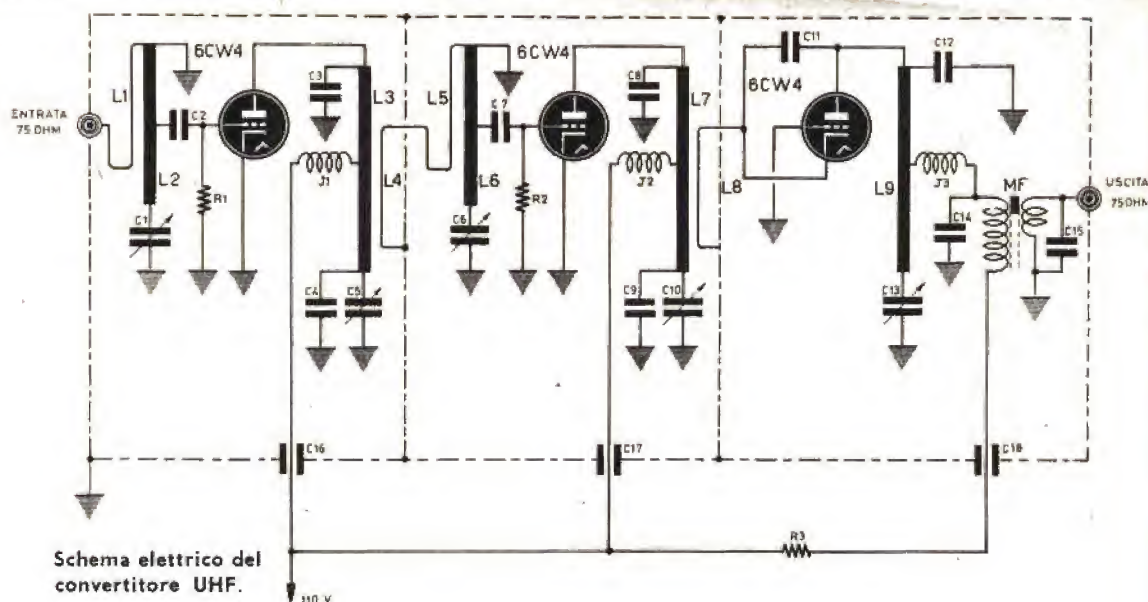 6CW4
6CW4
6CW4
C11
C12
C3
C8
L1
L3
L5
L7
ENTRATA
75 OHM
C2
C7
L2
R1
J1
L4
L6
R2
J2
L8
L9
J3
MF
USCITA
75 OHM
C14
C15
C1
C6
C4
C5
C9
C10
C13
C16
C17
C18
R3
Schema elettrico del
convertitore UHF.
110 V